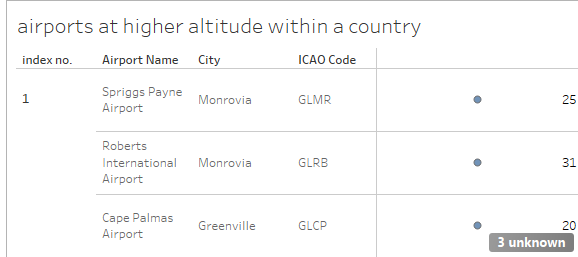 airports at higher altitude within a country
index no. Airport Name City ICAO Code
1 Spriggs Payne Airport Monrovia GLMR 25
Roberts International Airport Monrovia GLRB 31
Cape Palmas Airport Greenville GLCP 20
3 unknown